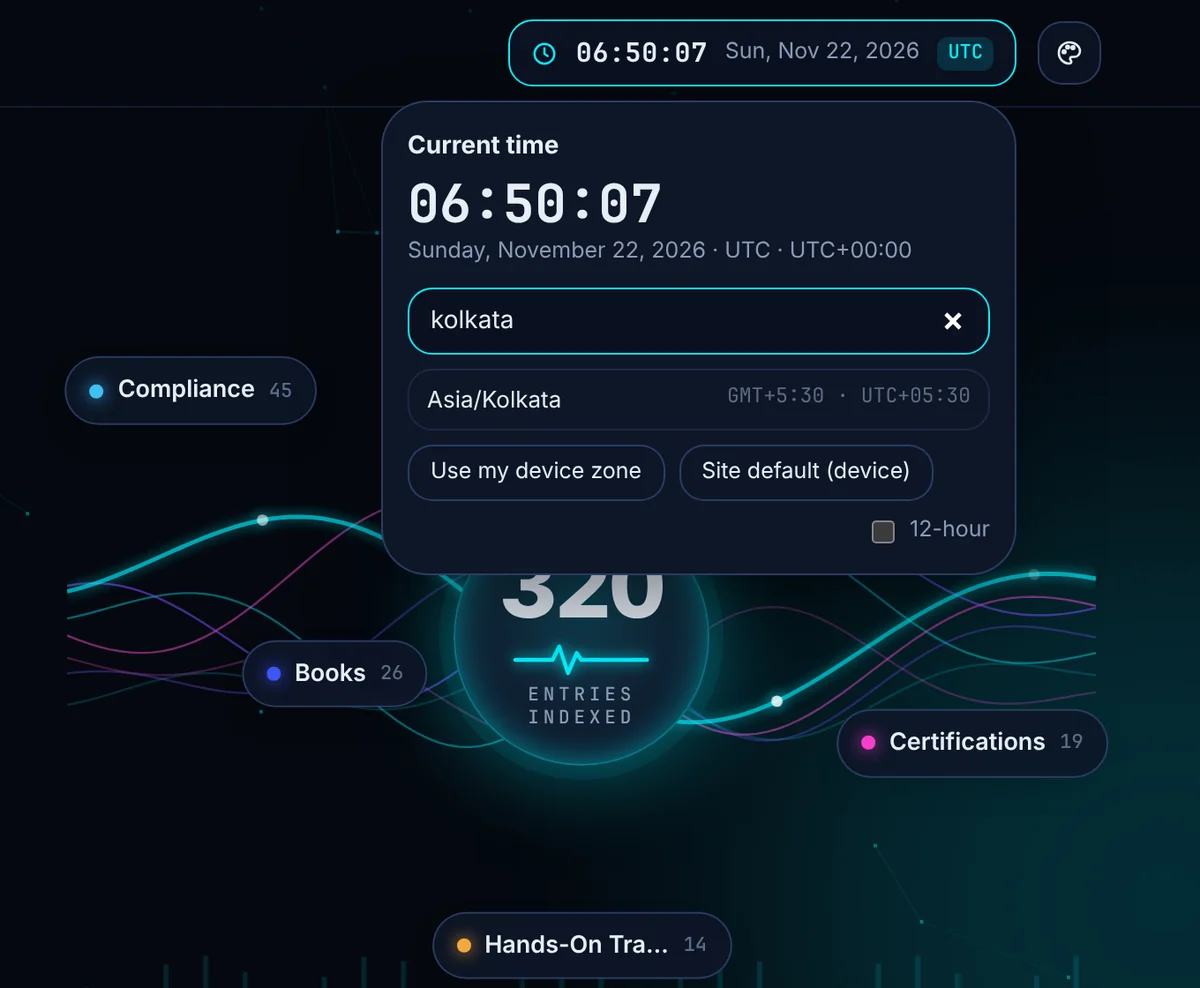 06:50:07 Sun, Nov 22, 2026 UTC
Current time
06:50:07
Sunday, November 22, 2026 · UTC · UTC+00:00
kolkata
Asia/Kolkata GMT+5:30 · UTC+05:30
Compliance 45
Use my device zone Site default (device)
12-hour
320
ENTRIES
INDEXED
Books 26
Certifications 19
Hands-On Tra... 14